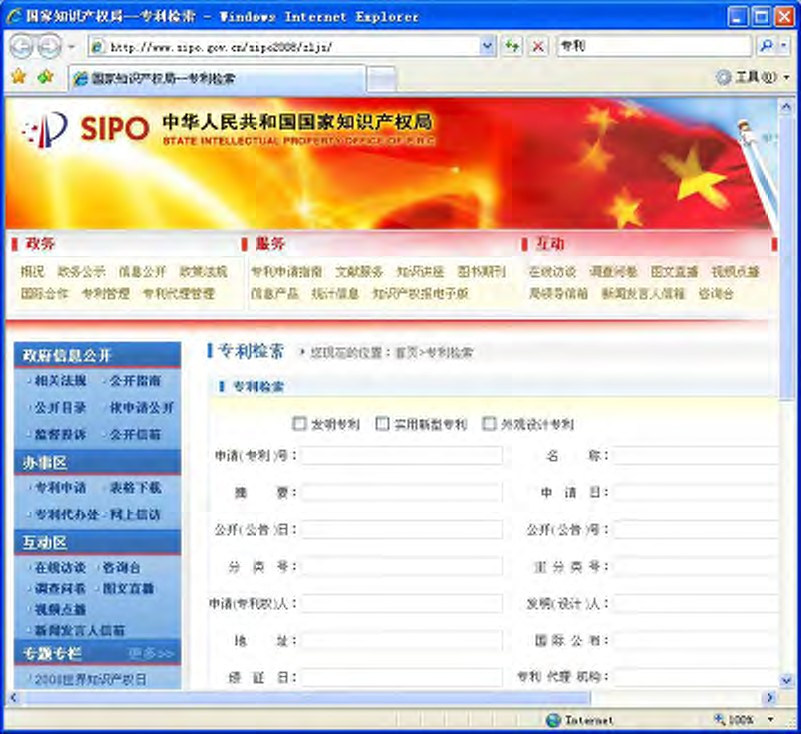 国家知识产权局--专利检索 - Windows Internet Explorer
http://www.sipo.gov.cn/sipo2008/zljs/ 专利
国家知识产权局--专利检索 工具(O)
SIPO 中华人民共和国国家知识产权局
STATE INTELLECTUAL PROPERTY OFFICE OF P.R.C
政务 服务 互动
概况 政务公示 信息公开 政策法规 专利申请指南 文献服务 知识讲座 图书期刊 在线访谈 调查问卷 图文直播 视频点播
国际合作 专利管理 专利代理管理 信息产品 统计信息 知识产权报电子版 局领导信箱 新闻发言人信箱 咨询台
政府信息公开
·相关法规 ·公开指南
·公开目录 ·依申请公开
·监督投诉 ·公开信箱
办事区
·专利申请 ·表格下载
·专利代办处 ·网上信访
互动区
·在线访谈 ·咨询台
·调查问卷 ·图文直播
·视频点播
·新闻发言人信箱
专题专栏 更多>>
·2008世界知识产权日
专利检索 您现在的位置：首页>专利检索
专利检索
发明专利 实用新型专利 外观设计专利
申请(专利)号： 名 称：
摘 要： 申 请 日：
公开(公告)日： 公开(公告)号：
分 类 号： 主 分 类 号：
申请(专利权)人： 发明(设计)人：
地 址： 国 际 公 布：
颁 证 日： 专利 代理 机构：
Internet 100%